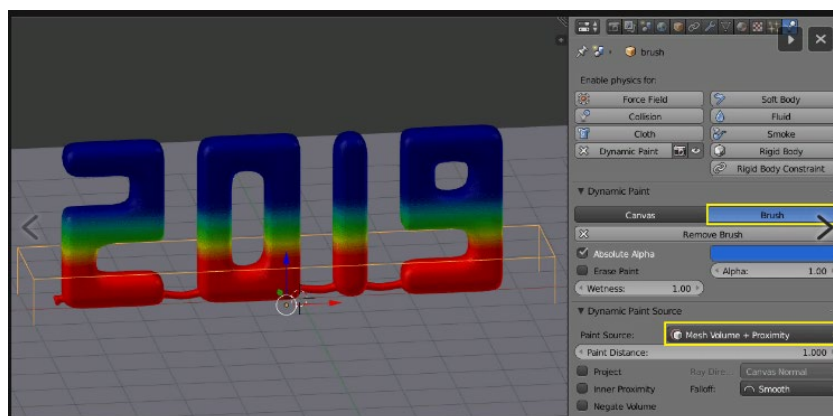 2019
brush
Enable physics for:
Force Field
Soft Body
Collision
Fluid
Cloth
Smoke
Dynamic Paint
Rigid Body
Rigid Body Constraint
Dynamic Paint
Canvas
Brush
Remove Brush
Absolute Alpha
Erase Paint
Alpha: 1.00
Wetness: 1.00
Dynamic Paint Source
Paint Source: Mesh Volume + Proximity
Paint Distance: 1.000
Project Ray Dire.. Canvas Normal
Inner Proximity Falloff: Smooth
Negate Volume